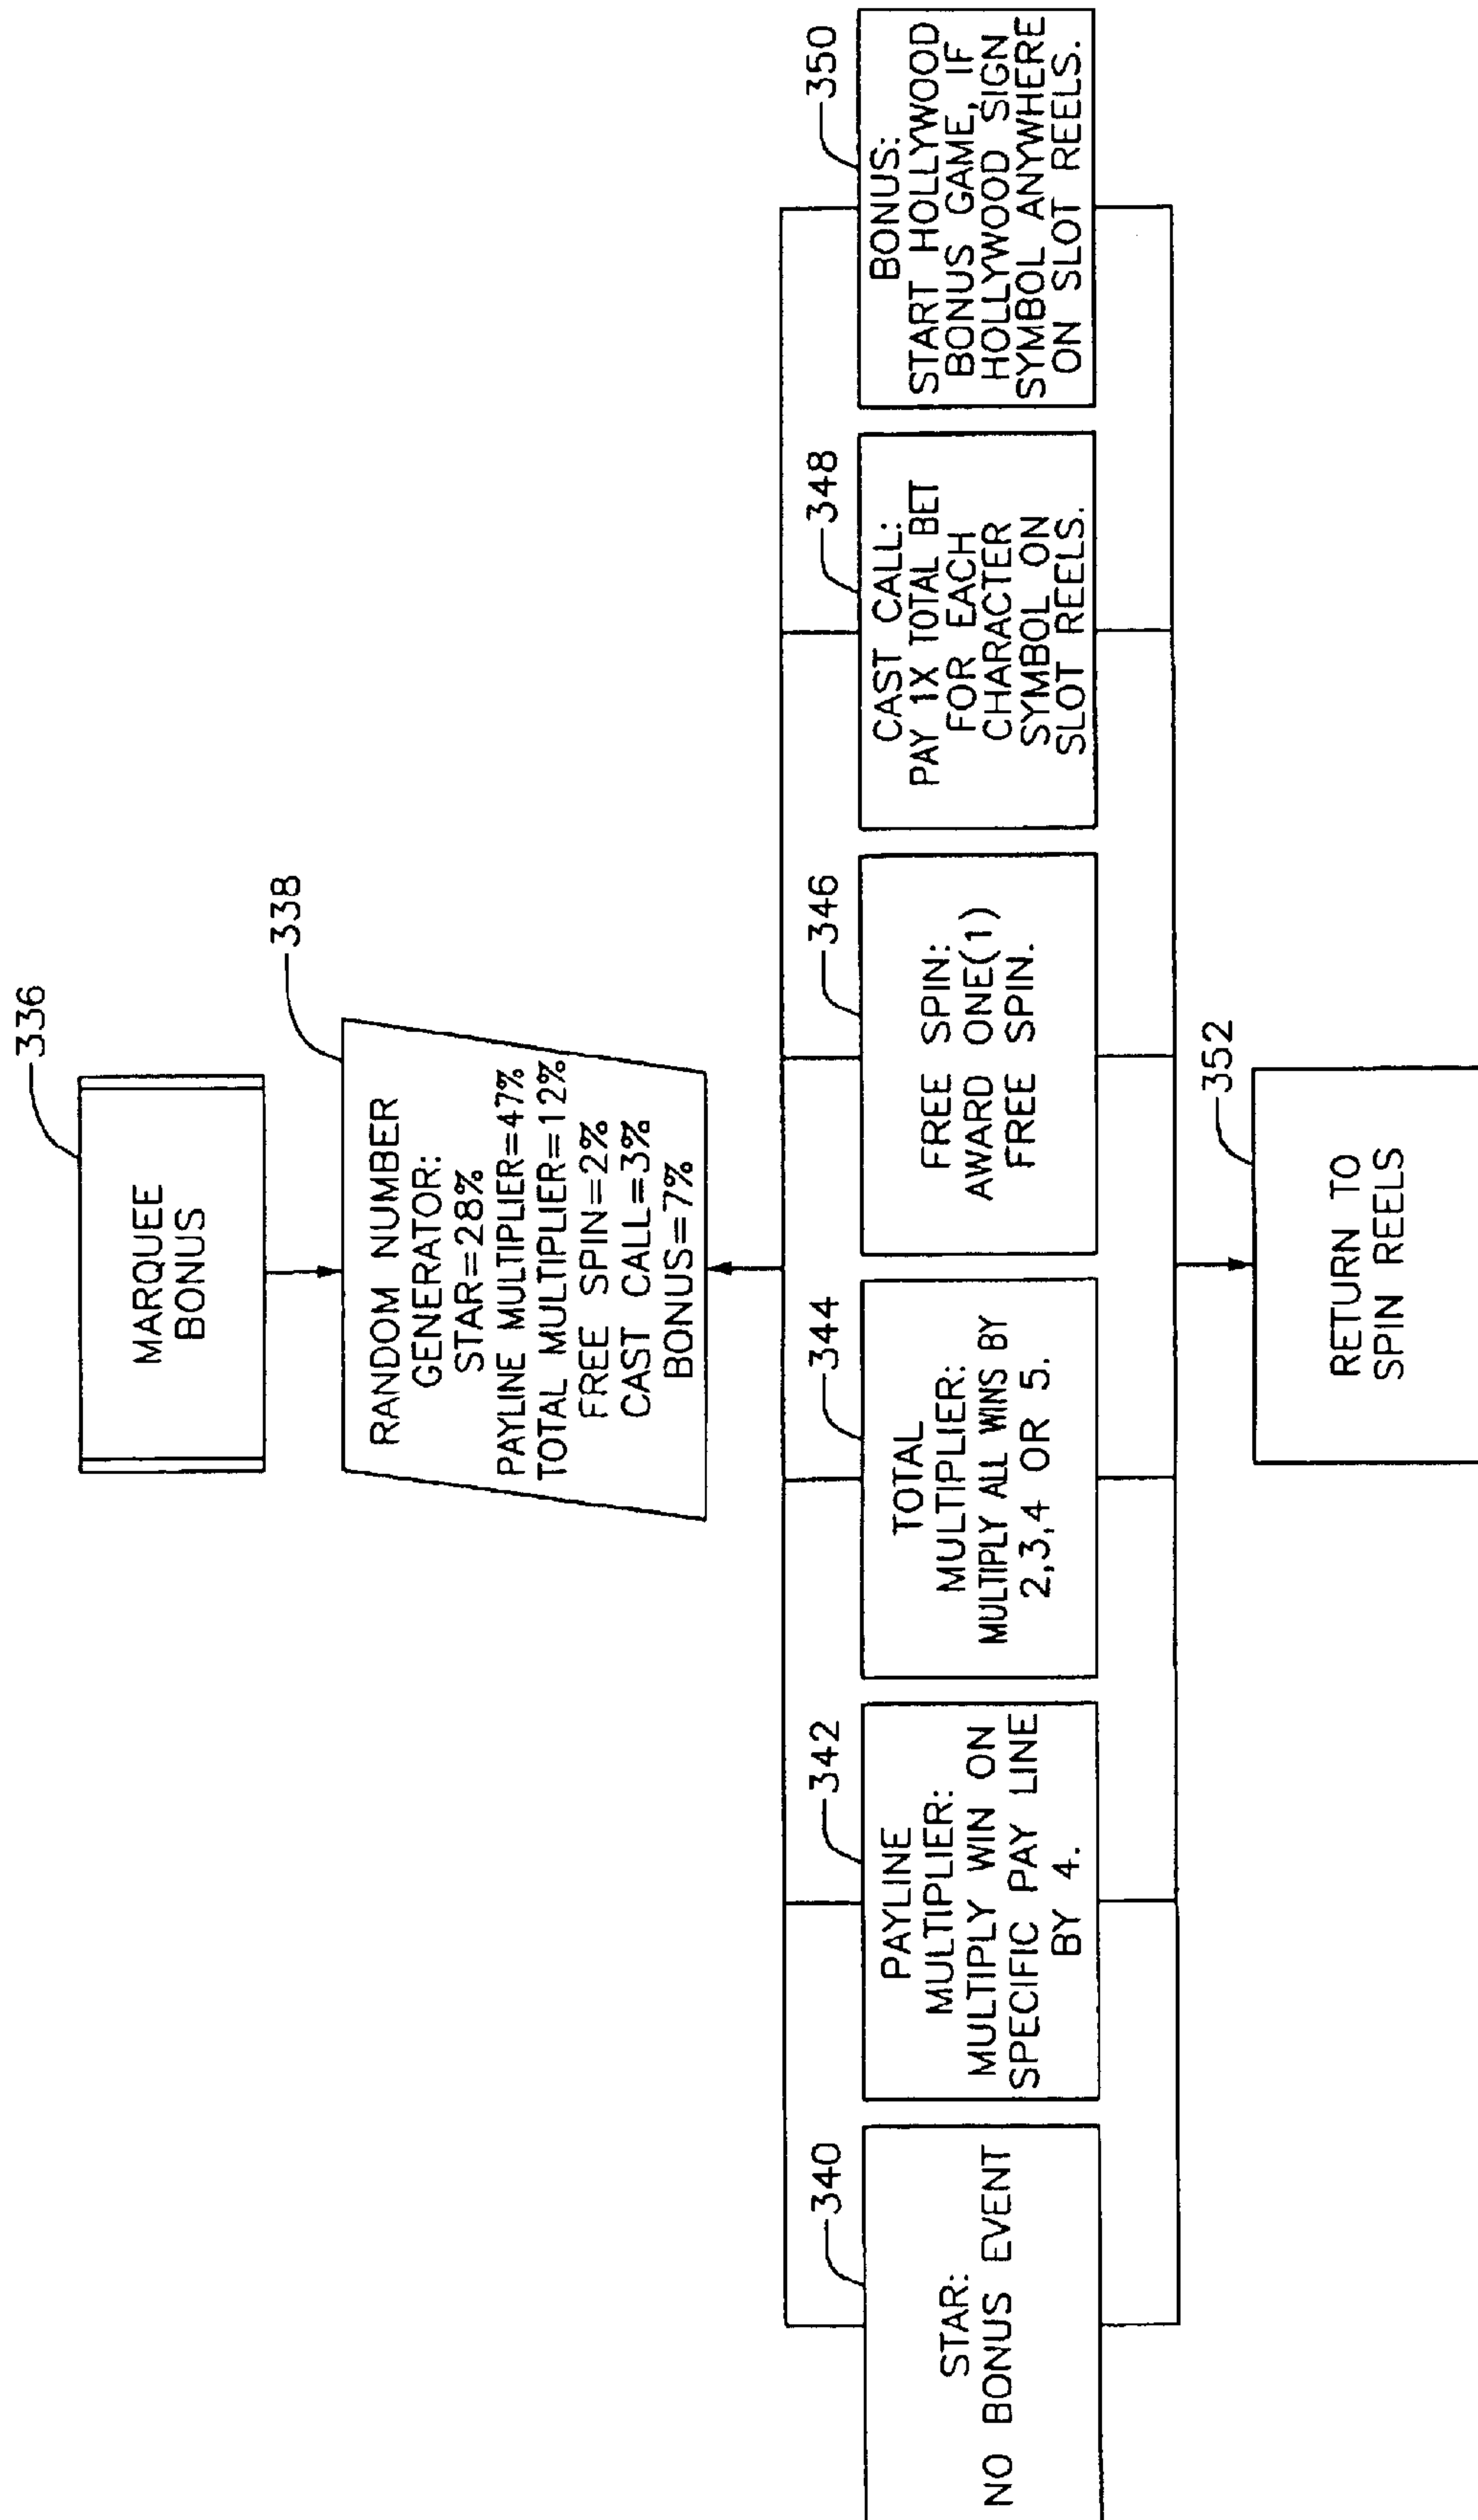 336
MARQUEE
BONUS
338
RANDOM NUMBER
GENERATOR:
STAR=28%
PAYLINE MULTIPLIER=47%
TOTAL MULTIPLIER=12%
FREE SPIN=2%
CAST CALL=3%
BONUS=7%
340
STAR:
NO BONUS EVENT
342
PAYLINE
MULTIPLIER:
MULTIPLY WIN ON
SPECIFIC PAY LINE
BY 4.
344
TOTAL
MULTIPLIER:
MULTIPLY ALL WINS BY
2,3,4 OR 5.
346
FREE SPIN:
AWARD ONE(1)
FREE SPIN.
348
CAST CALL:
PAY 1X TOTAL BET
FOR EACH
CHARACTER
SYMBOL ON
SLOT REELS.
350
BONUS:
START HOLLYWOOD
BONUS GAME, IF
HOLLYWOOD SIGN
SYMBOL ANYWHERE
ON SLOT REELS.
352
RETURN TO
SPIN REELS